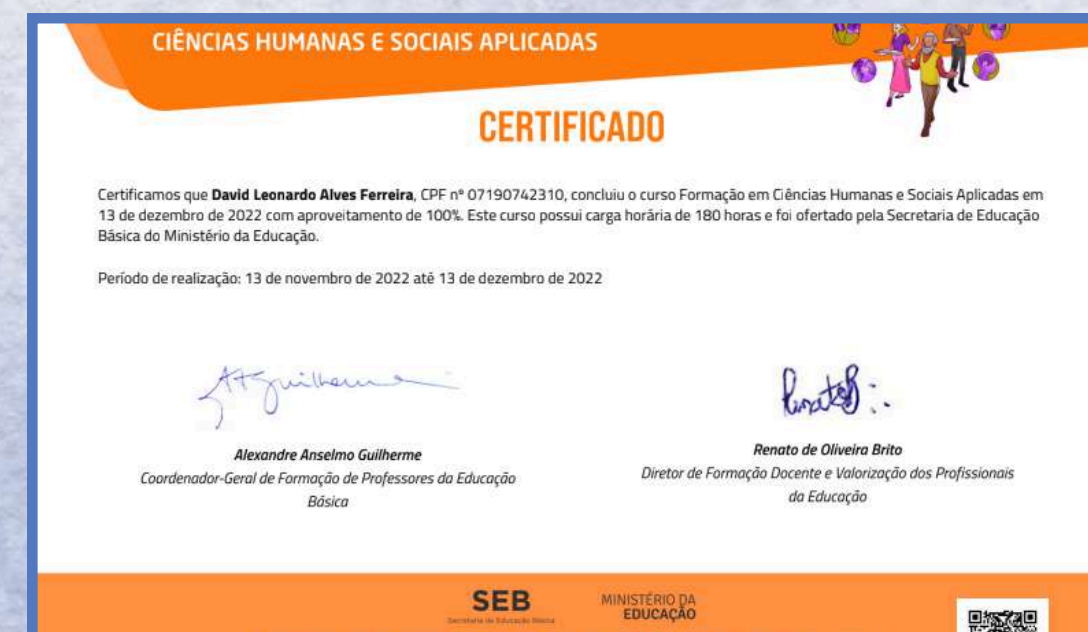 CIÊNCIAS HUMANAS E SOCIAIS APLICADAS
CERTIFICADO
Certificamos que David Leonardo Alves Ferreira, CPF nº 07190742310, concluiu o curso Formação em Ciências Humanas e Sociais Aplicadas em
13 de dezembro de 2022 com aproveitamento de 100%. Este curso possui carga horária de 180 horas e foi ofertado pela Secretaria de Educação
Básica do Ministério da Educação.
Período de realização: 13 de novembro de 2022 até 13 de dezembro de 2022
Alexandre Anselmo Guilherme
Coordenador-Geral de Formação de Professores da Educação
Básica
Renato de Oliveira Brito
Diretor de Formação Docente e Valorização dos Profissionais
da Educação
SEB
Secretaria de Educação Básica
MINISTÉRIO DA
EDUCAÇÃO